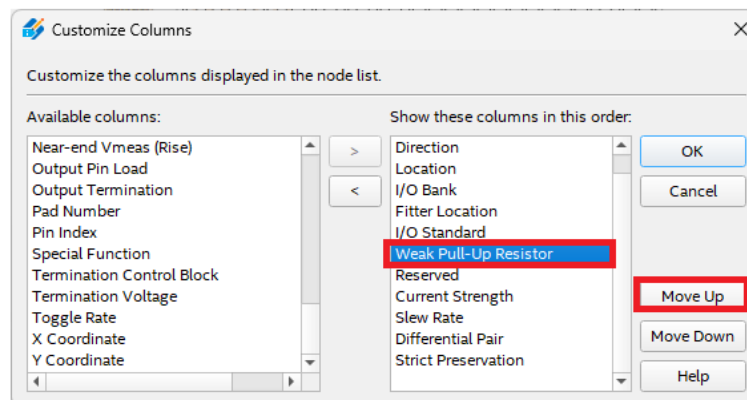 Customize Columns
Customize the columns displayed in the node list.
Available columns:
Near-end Vmeas (Rise)
Output Pin Load
Output Termination
Pad Number
Pin Index
Special Function
Termination Control Block
Termination Voltage
Toggle Rate
X Coordinate
Y Coordinate
>
<
Show these columns in this order:
Direction
Location
I/O Bank
Fitter Location
I/O Standard
Weak Pull-Up Resistor
Reserved
Current Strength
Slew Rate
Differential Pair
Strict Preservation
OK
Cancel
Move Up
Move Down
Help